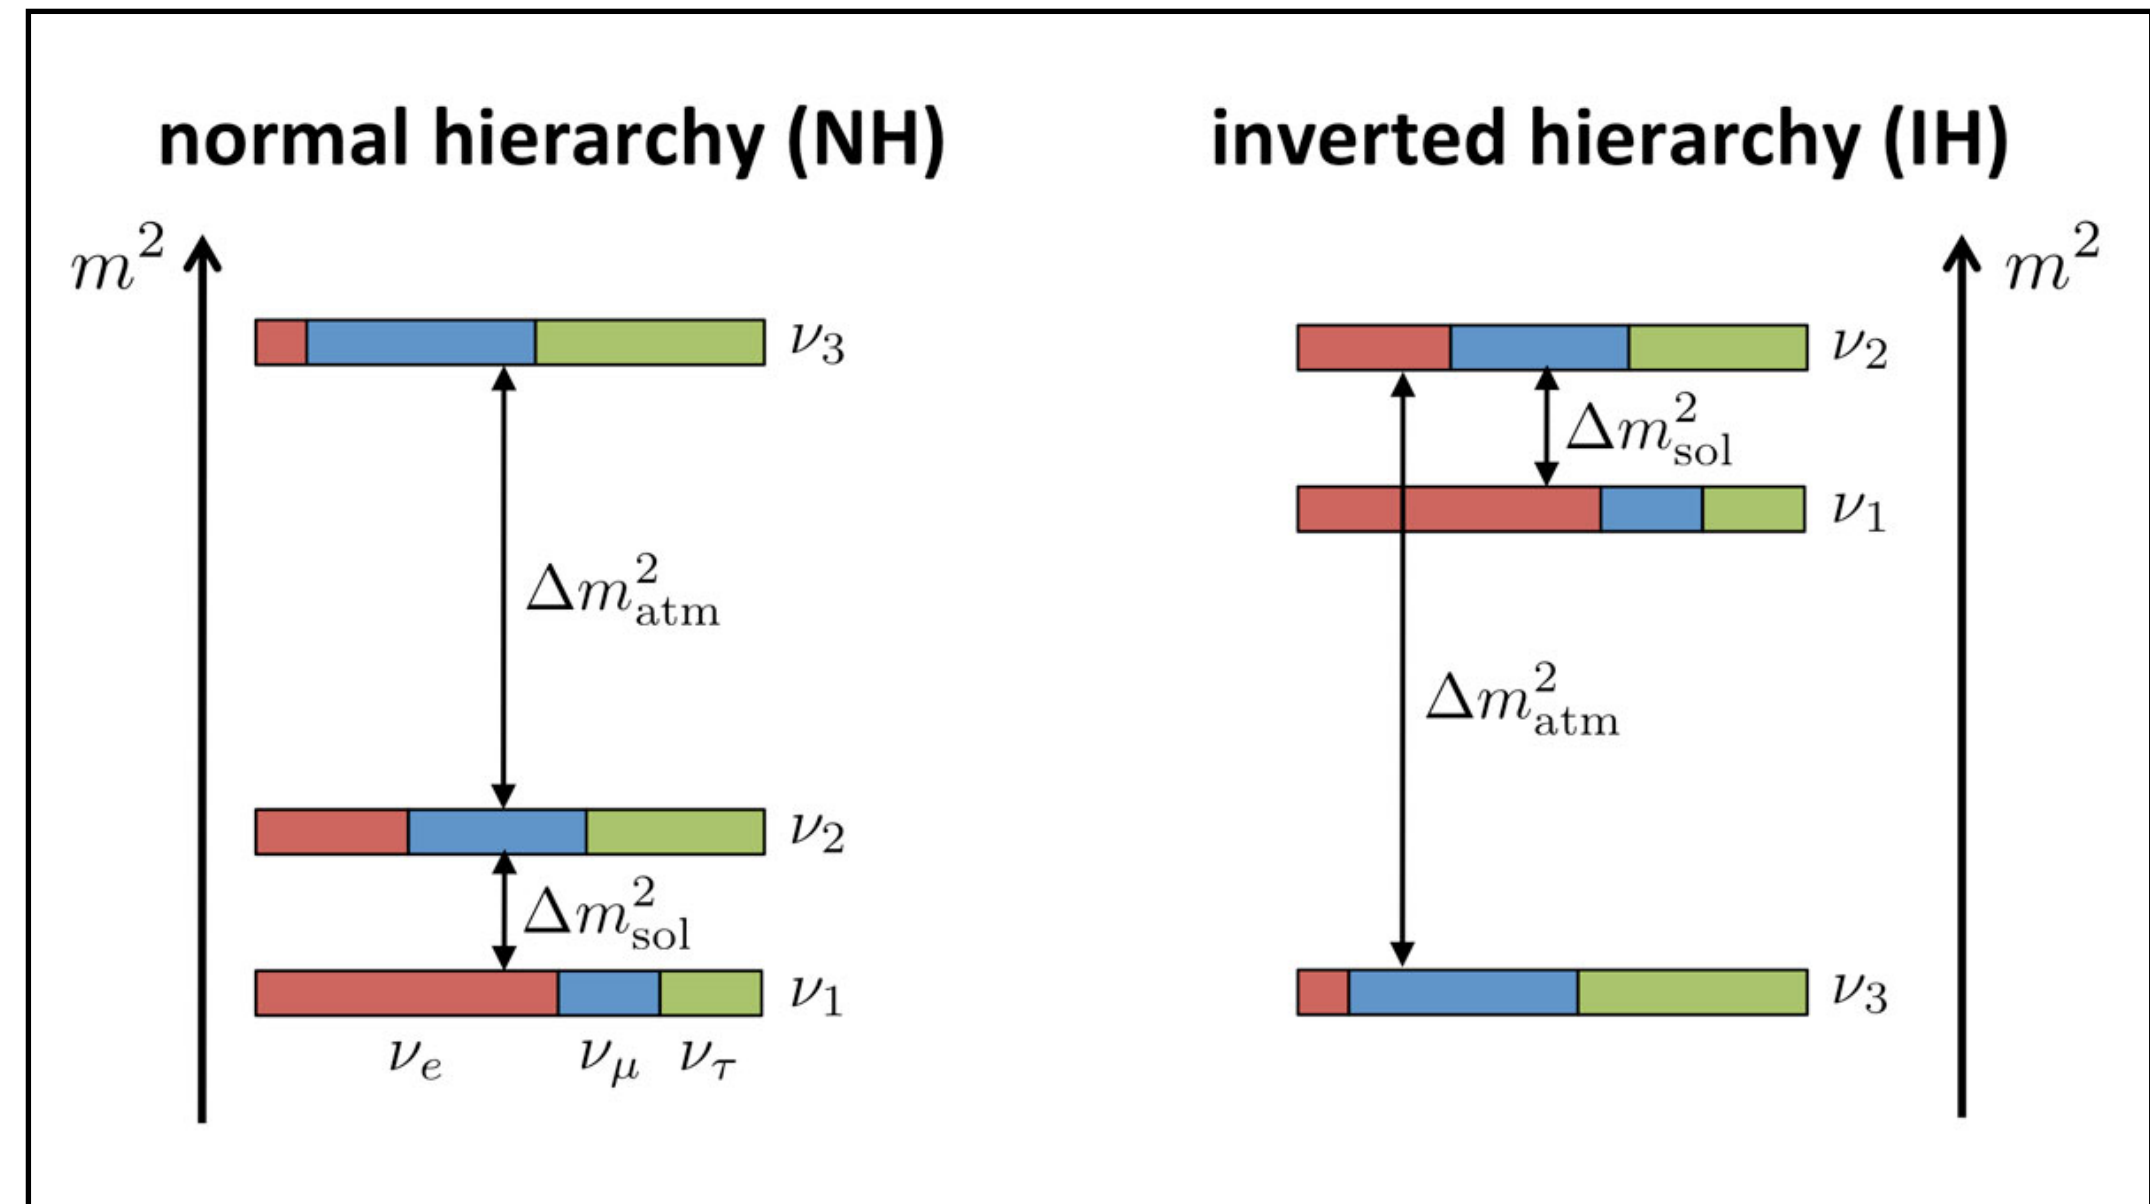 normal hierarchy (NH)
m²
ν₃
Δm²atm
ν₂
Δm²sol
ν₁
νe νμ ντ
inverted hierarchy (IH)
m²
ν₂
Δm²sol
ν₁
Δm²atm
ν₃